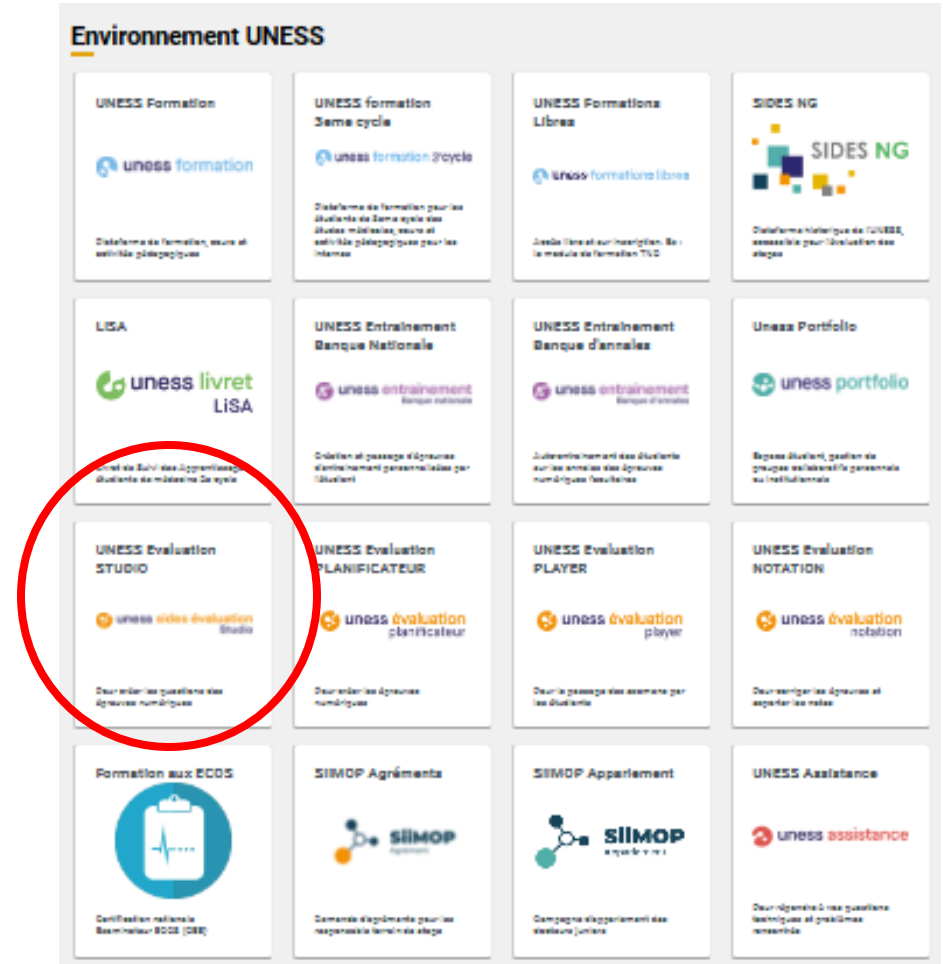 Environnement UNESS
UNESS Formation
uness formation
Plateforme de formation, cours et
activités pédagogiques
UNESS formation
3eme cycle
uness formation 3ecycle
Plateforme de formation pour les
étudiants de 3eme cycle des
études médicales, cours et
activités pédagogiques pour les
internes
UNESS Formations
Libres
uness formations libres
Accès libre et sur inscription. Ex :
le module de formation TND
SIDES NG
SIDES NG
Plateforme historique de l'UNESS,
accessible pour l'évaluation des
stages
LiSA
uness livret
LiSA
Livret de Suivi des Apprentissages
étudiants de médecine 2e cycle
UNESS Entrainement
Banque Nationale
uness entrainement
Banque nationale
Création et passage d'épreuves
d'entrainement personnalisées par
l'étudiant
UNESS Entrainement
Banque d'annales
uness entrainement
Banque d'annales
Autoentrainement des étudiants
sur les annales des épreuves
numériques facultaires
Uness Portfolio
uness portfolio
Espace étudiant, gestion de
groupes collaboratifs personnels
ou institutionnels
UNESS Evaluation
STUDIO
uness sides évaluation
Studio
Pour créer les questions des
épreuves numériques
UNESS Evaluation
PLANIFICATEUR
uness évaluation
planificateur
Pour créer les épreuves
numériques
UNESS Evaluation
PLAYER
uness évaluation
player
Pour le passage des examens par
les étudiants
UNESS Evaluation
NOTATION
uness évaluation
notation
Pour corriger les épreuves et
exporter les notes
Formation aux ECOS
Certification nationale
Examinateur ECOS (CEE)
SIIMOP Agréments
SIIMOP
Agrément
Demande d'agréments pour les
responsable terrain de stage
SIIMOP Appariement
SIIMOP
appariement
Campagne d'appariement des
docteurs juniors
UNESS Assistance
uness assistance
Pour répondre à vos questions
techniques et problèmes
rencontrés